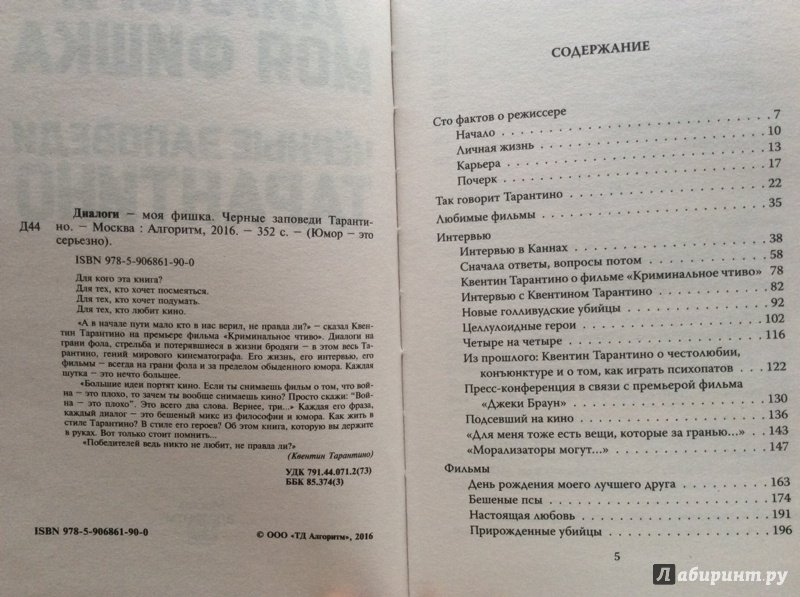 Диалоги – моя фишка. Черные заповеди Таранти-
Д44 но. – Москва : Алгоритм, 2016. – 352 с. – (Юмор – это
серьезно).
ISBN 978-5-906861-90-0
Для кого эта книга?
Для тех, кто хочет посмеяться.
Для тех, кто хочет подумать.
Для тех, кто любит кино.
"А в начале пути мало кто в нас верил, не правда ли?" – сказал Квен-
тин Тарантино на премьере фильма «Криминальное чтиво». Диалоги на
грани фола, стрельба и потерявшиеся в жизни бродяги – в этом весь Та-
рантино, гений мирового кинематографа. Его жизнь, его интервью, его
фильмы – всегда на грани фола и за пределом обыденного юмора. Каждая
шутка – это нечто большее.
«Большие идеи портят кино. Если ты снимаешь фильм о том, что вой-
на – это плохо, то зачем ты вообще снимаешь кино? Просто скажи: "Вой-
на – это плохо". Это всего два слова. Вернее, три...» Каждая его фраза,
каждый диалог – это бешеный микс из философии и юмора. Как жить в
стиле Тарантино? В стиле его героев? Об этом книга, которую вы держите
в руках. Вот только стоит помнить...
«Победителей ведь никто не любит, не правда ли?»
(Квентин Тарантино)
УДК 791.44.071.2(73)
ББК 85.374(3)
ISBN 978-5-906861-90-0
© ООО «ТД Алгоритм», 2016
СОДЕРЖАНИЕ
Сто фактов о режиссере . . . . . . . . 7
Начало . . . . . . . . 10
Личная жизнь . . . . . . . . 13
Карьера . . . . . . . . 17
Почерк . . . . . . . . 22
Так говорит Тарантино . . . . . . . . 35
Любимые фильмы
Интервью . . . . . . . . 38
Интервью в Каннах . . . . . . . . 58
Сначала ответы, вопросы потом . . . . . . . . 78
Квентин Тарантино о фильме «Криминальное чтиво»
Интервью с Квентином Тарантино . . . . . . . . 82
Новые голливудские убийцы . . . . . . . . 92
Целлулоидные герои . . . . . . . . 102
Четыре на четыре . . . . . . . . 116
Из прошлого: Квентин Тарантино о честолюбии,
конъюнктуре и о том, как играть психопатов . . 122
Пресс-конференция в связи с премьерой фильма
«Джеки Браун» . . . . . . . . 130
Подсевший на кино . . . . . . . . 136
«Для меня тоже есть вещи, которые за гранью...» . . 143
«Морализаторы могут...» . . . . . . . . 147
Фильмы
День рождения моего лучшего друга . . . . . . . . 163
Бешеные псы . . . . . . . . 174
Настоящая любовь . . . . . . . . 191
Прирожденные убийцы . . . . . . . . 196
5
Лабиринт.ру